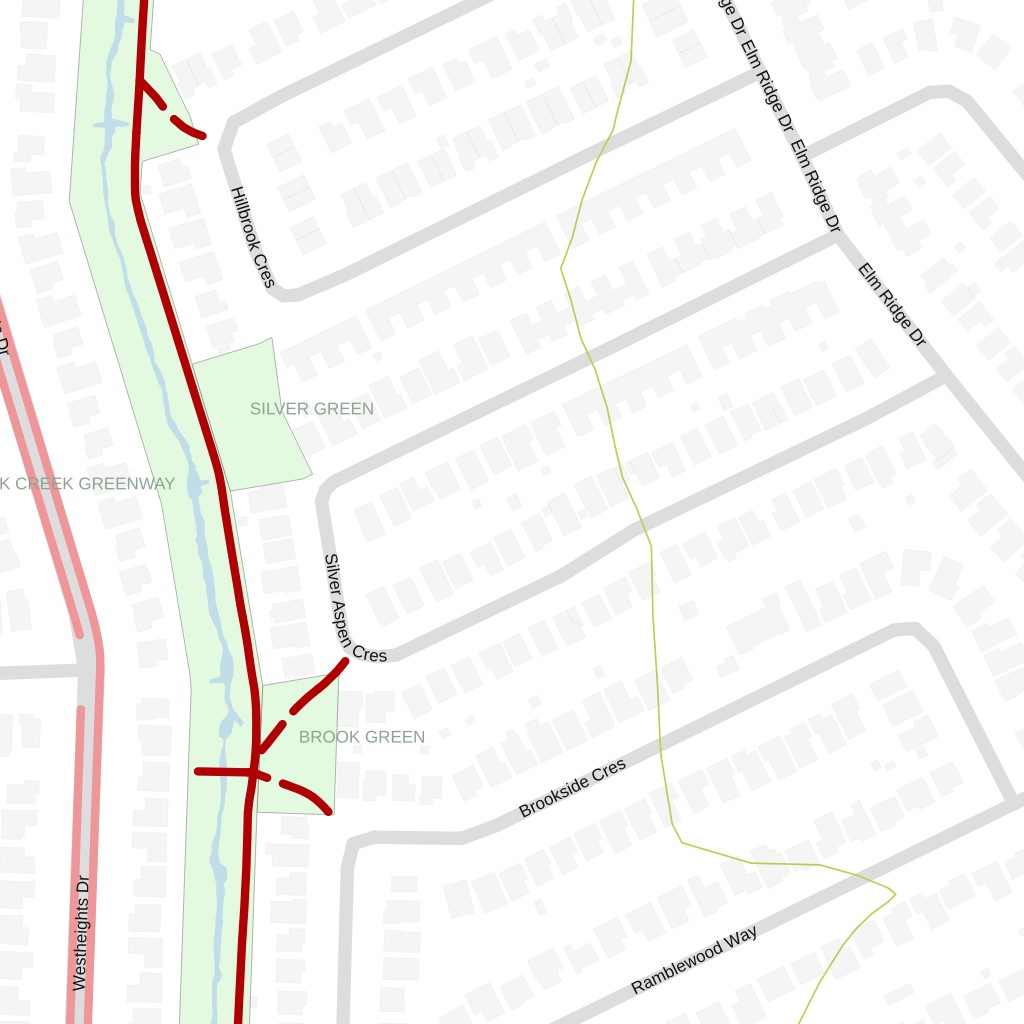 Elm Ridge Dr
Elm Ridge Dr
Hillbrook Cres
Elm Ridge Dr
Dr
SILVER GREEN
K CREEK GREENWAY
Silver Aspen Cres
BROOK GREEN
Brookside Cres
Westheights Dr
Ramblewood Way